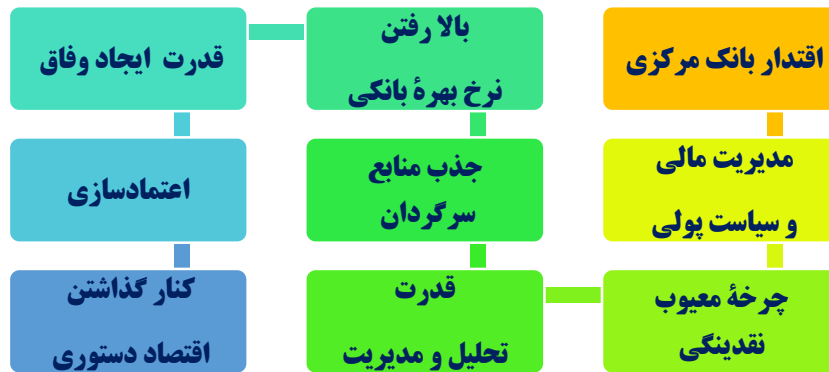 اقتدار بانک مرکزی
مدیریت مالی
و سیاست پولی
چرخهٔ معیوب
نقدینگی
قدرت
تحلیل و مدیریت
جذب منابع
سرگردان
بالا رفتن
نرخ بهرهٔ بانکی
قدرت ایجاد وفاق
اعتمادسازی
کنار گذاشتن
اقتصاد دستوری